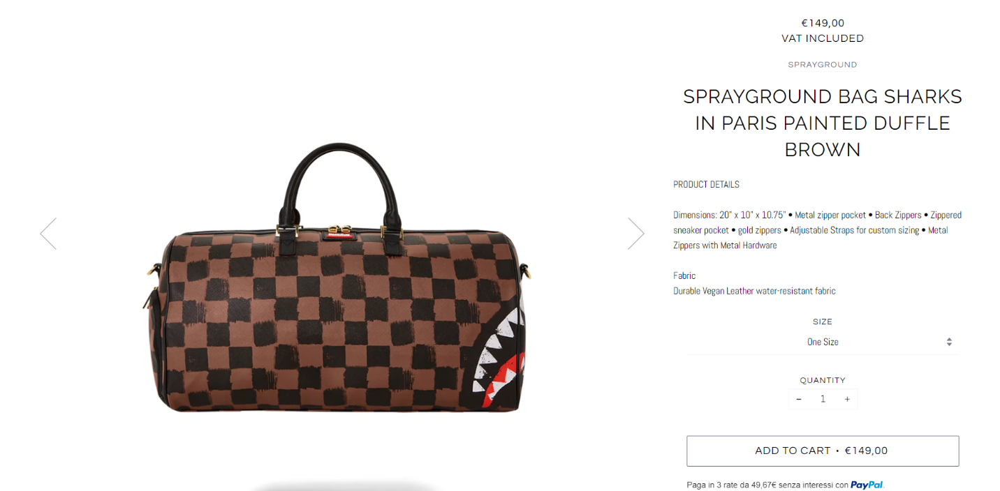 €149,00
VAT INCLUDED
SPRAYGROUND
SPRAYGROUND BAG SHARKS
IN PARIS PAINTED DUFFLE
BROWN
PRODUCT DETAILS
Dimensions: 20" x 10" x 10.75" • Metal zipper pocket • Back Zippers • Zippered
sneaker pocket • gold zippers • Adjustable Straps for custom sizing • Metal
Zippers with Metal Hardware
Fabric
Durable Vegan Leather water-resistant fabric
SIZE
One Size
QUANTITY
− 1 +
ADD TO CART • €149,00
Paga in 3 rate da 49,67€ senza interessi con PayPal.